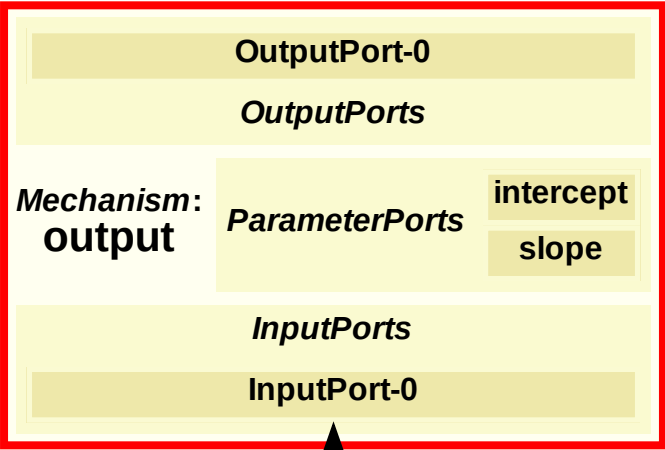 OutputPort-0
OutputPorts
Mechanism:
output
ParameterPorts
intercept
slope
InputPorts
InputPort-0